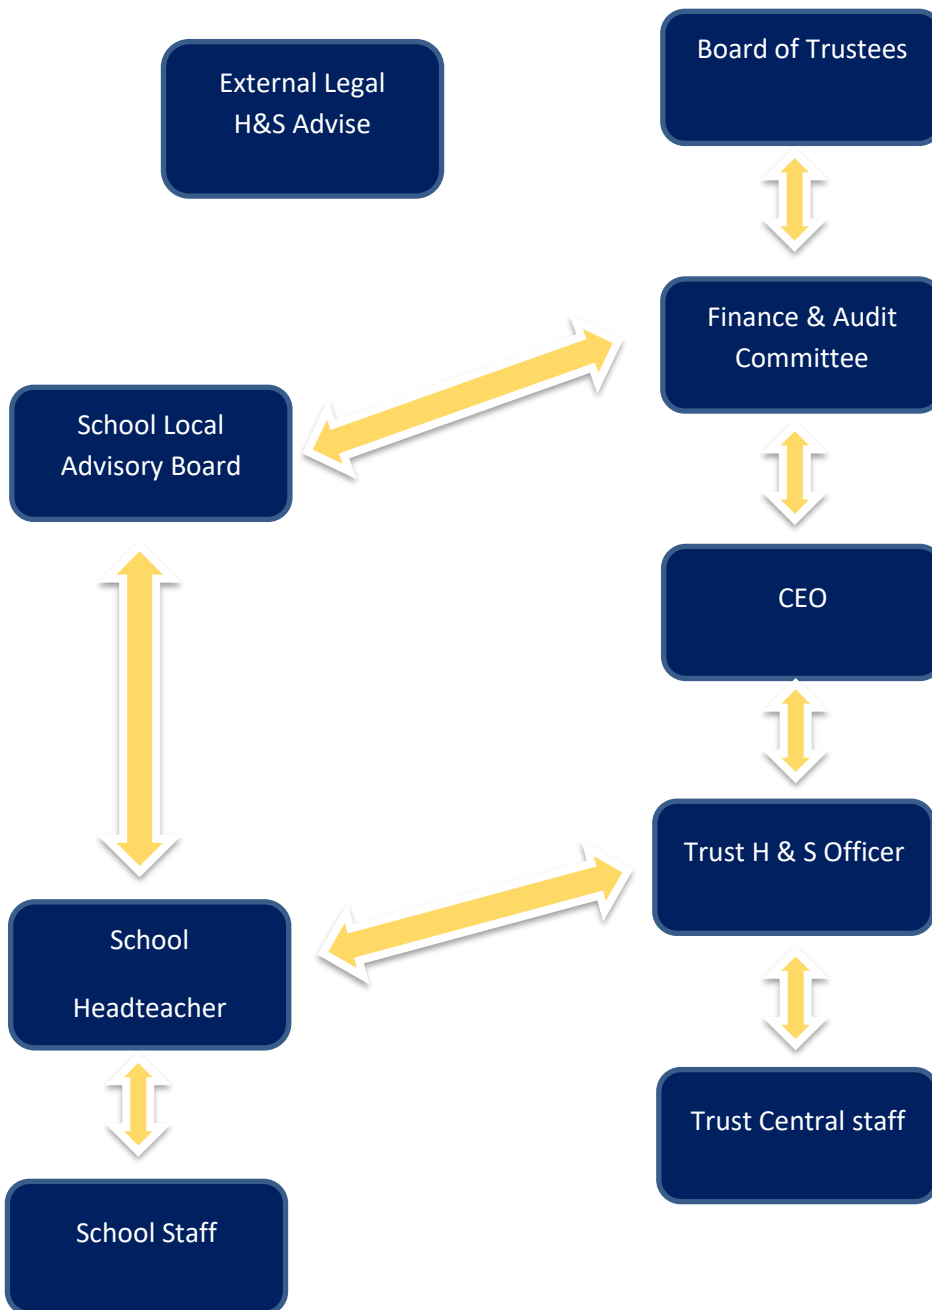 Board of Trustees
External Legal
H&S Advise
Finance & Audit
Committee
School Local
Advisory Board
CEO
Trust H & S Officer
School
Headteacher
Trust Central staff
School Staff